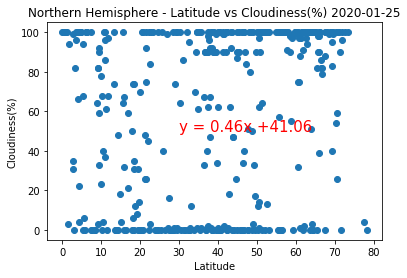 Northern Hemisphere - Latitude vs Cloudiness(%) 2020-01-25
100
80
60
40
20
0
Cloudiness(%)
y = 0.46x +41.06
0 10 20 30 40 50 60 70 80
Latitude